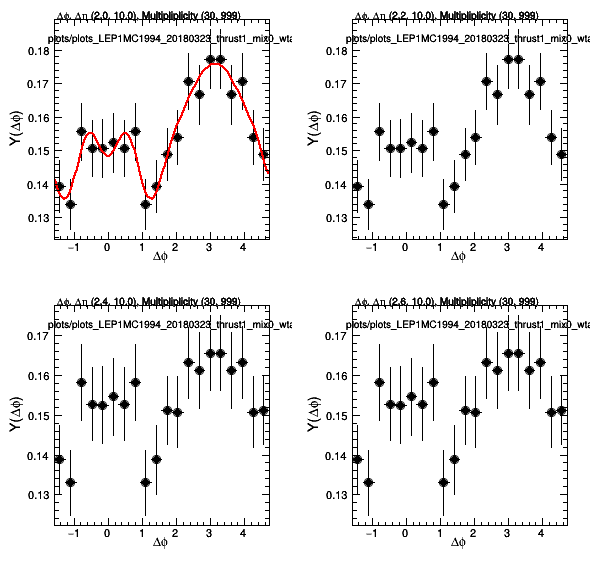 Δϕ, Δη (2.0, 10.0), Multipliplicity (30, 999)
plots/plots_LEP1MC1994_20180323_thrust1_mix0_wta
Y(Δϕ)
0.18
0.17
0.16
0.15
0.14
0.13
−1 0 1 2 3 4
Δϕ
Δϕ, Δη (2.2, 10.0), Multipliplicity (30, 999)
plots/plots_LEP1MC1994_20180323_thrust1_mix0_wta
Y(Δϕ)
0.18
0.17
0.16
0.15
0.14
0.13
−1 0 1 2 3 4
Δϕ
Δϕ, Δη (2.4, 10.0), Multipliplicity (30, 999)
plots/plots_LEP1MC1994_20180323_thrust1_mix0_wta
Y(Δϕ)
0.17
0.16
0.15
0.14
0.13
−1 0 1 2 3 4
Δϕ
Δϕ, Δη (2.6, 10.0), Multipliplicity (30, 999)
plots/plots_LEP1MC1994_20180323_thrust1_mix0_wta
Y(Δϕ)
0.17
0.16
0.15
0.14
0.13
−1 0 1 2 3 4
Δϕ